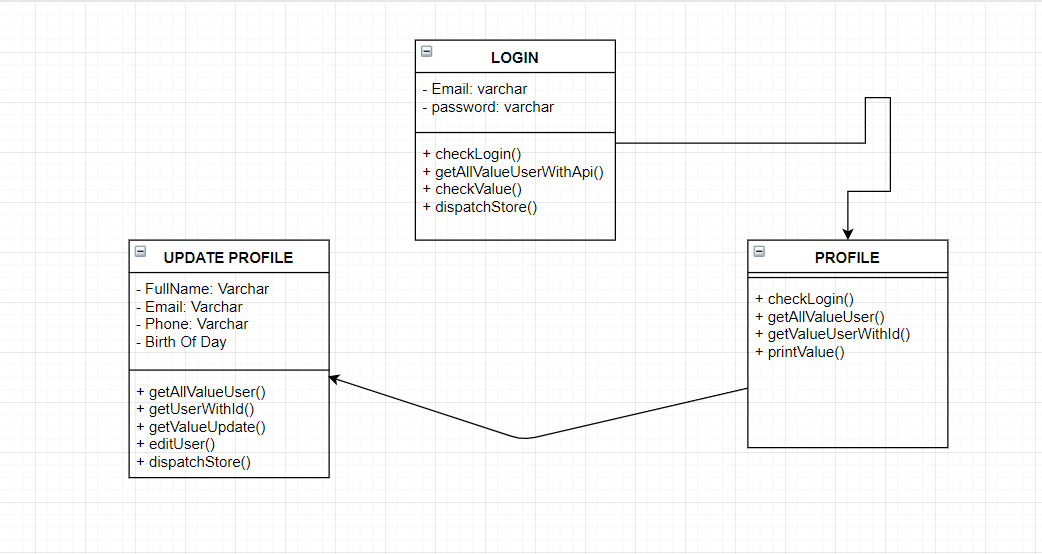 LOGIN
- Email: varchar
- password: varchar
+ checkLogin()
+ getAllValueUserWithApi()
+ checkValue()
+ dispatchStore()
UPDATE PROFILE
- FullName: Varchar
- Email: Varchar
- Phone: Varchar
- Birth Of Day
+ getAllValueUser()
+ getUserWithId()
+ getValueUpdate()
+ editUser()
+ dispatchStore()
PROFILE
+ checkLogin()
+ getAllValueUser()
+ getValueUserWithId()
+ printValue()